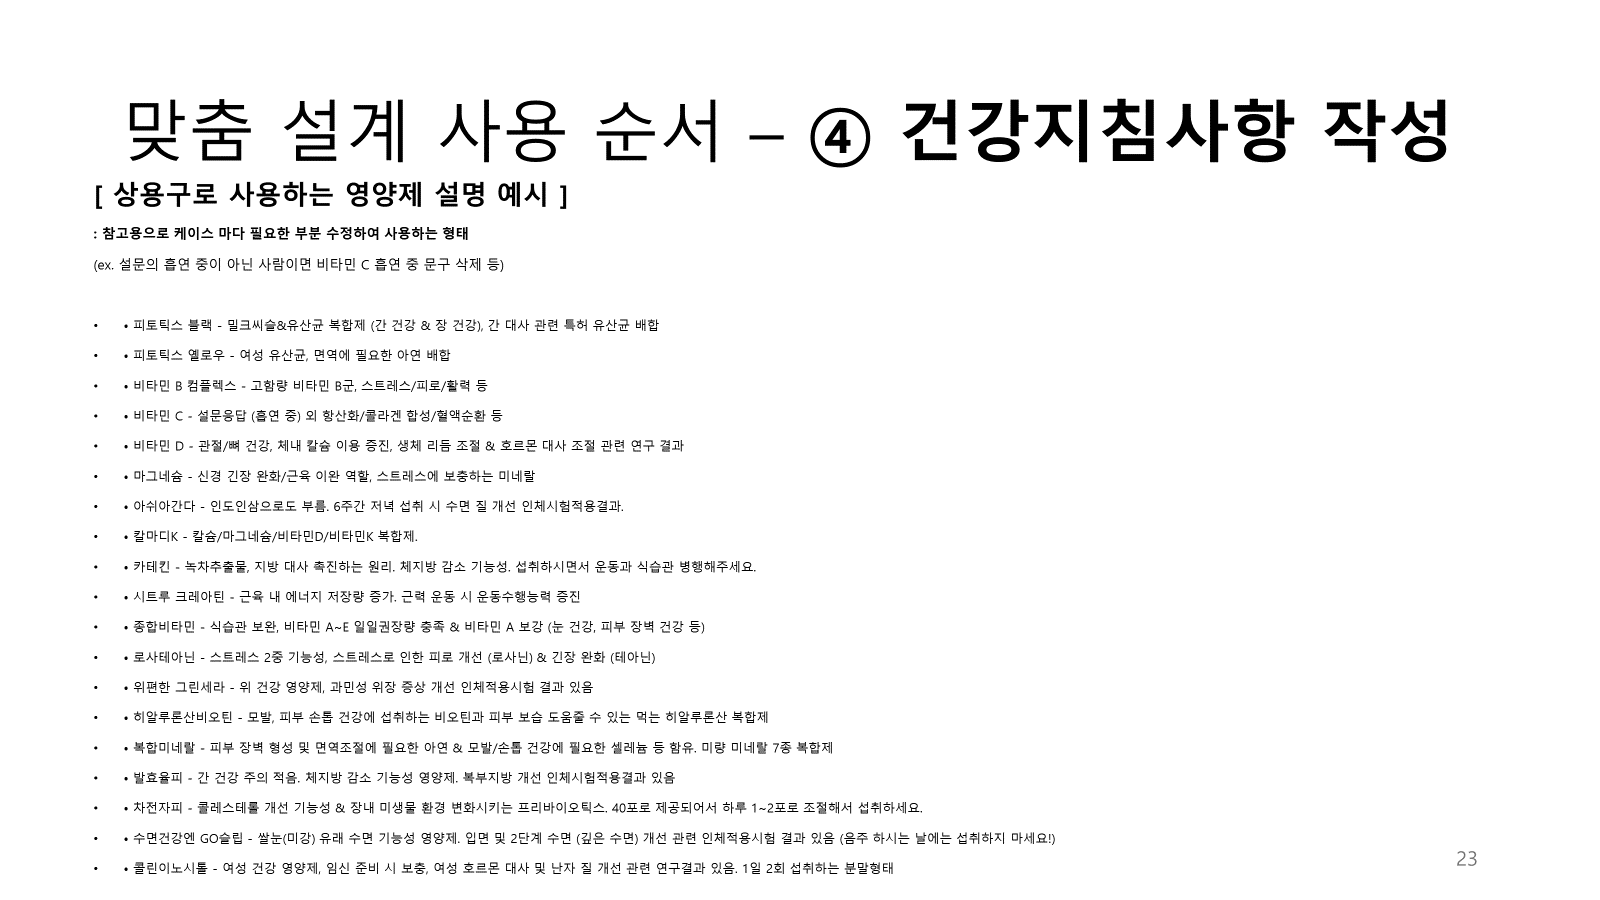 맞춤 설계 사용 순서 – ④ 건강지침사항 작성
[ 상용구로 사용하는 영양제 설명 예시 ]
: 참고용으로 케이스 마다 필요한 부분 수정하여 사용하는 형태
(ex. 설문의 흡연 중이 아닌 사람이면 비타민 C 흡연 중 문구 삭제 등)
• • 피토틱스 블랙 - 밀크씨슬&유산균 복합제 (간 건강 & 장 건강), 간 대사 관련 특허 유산균 배합
• • 피토틱스 옐로우 - 여성 유산균, 면역에 필요한 아연 배합
• • 비타민 B 컴플렉스 - 고함량 비타민 B군, 스트레스/피로/활력 등
• • 비타민 C - 설문응답 (흡연 중) 외 항산화/콜라겐 합성/혈액순환 등
• • 비타민 D - 관절/뼈 건강, 체내 칼슘 이용 증진, 생체 리듬 조절 & 호르몬 대사 조절 관련 연구 결과
• • 마그네슘 - 신경 긴장 완화/근육 이완 역할, 스트레스에 보충하는 미네랄
• • 아쉬아간다 - 인도인삼으로도 부름. 6주간 저녁 섭취 시 수면 질 개선 인체시험적용결과.
• • 칼마디K - 칼슘/마그네슘/비타민D/비타민K 복합제.
• • 카테킨 - 녹차추출물, 지방 대사 촉진하는 원리. 체지방 감소 기능성. 섭취하시면서 운동과 식습관 병행해주세요.
• • 시트루 크레아틴 - 근육 내 에너지 저장량 증가. 근력 운동 시 운동수행능력 증진
• • 종합비타민 - 식습관 보완, 비타민 A~E 일일권장량 충족 & 비타민 A 보강 (눈 건강, 피부 장벽 건강 등)
• • 로사테아닌 - 스트레스 2중 기능성, 스트레스로 인한 피로 개선 (로사닌) & 긴장 완화 (테아닌)
• • 위편한 그린세라 - 위 건강 영양제, 과민성 위장 증상 개선 인체적용시험 결과 있음
• • 히알루론산비오틴 - 모발, 피부 손톱 건강에 섭취하는 비오틴과 피부 보습 도움줄 수 있는 먹는 히알루론산 복합제
• • 복합미네랄 - 피부 장벽 형성 및 면역조절에 필요한 아연 & 모발/손톱 건강에 필요한 셀레늄 등 함유. 미량 미네랄 7종 복합제
• • 발효율피 - 간 건강 주의 적음. 체지방 감소 기능성 영양제. 복부지방 개선 인체시험적용결과 있음
• • 차전자피 - 콜레스테롤 개선 기능성 & 장내 미생물 환경 변화시키는 프리바이오틱스. 40포로 제공되어서 하루 1~2포로 조절해서 섭취하세요.
• • 수면건강엔 GO슬립 - 쌀눈(미강) 유래 수면 기능성 영양제. 입면 및 2단계 수면 (깊은 수면) 개선 관련 인체적용시험 결과 있음 (음주 하시는 날에는 섭취하지 마세요!)
• • 콜린이노시톨 - 여성 건강 영양제, 임신 준비 시 보충, 여성 호르몬 대사 및 난자 질 개선 관련 연구결과 있음. 1일 2회 섭취하는 분말형태
23